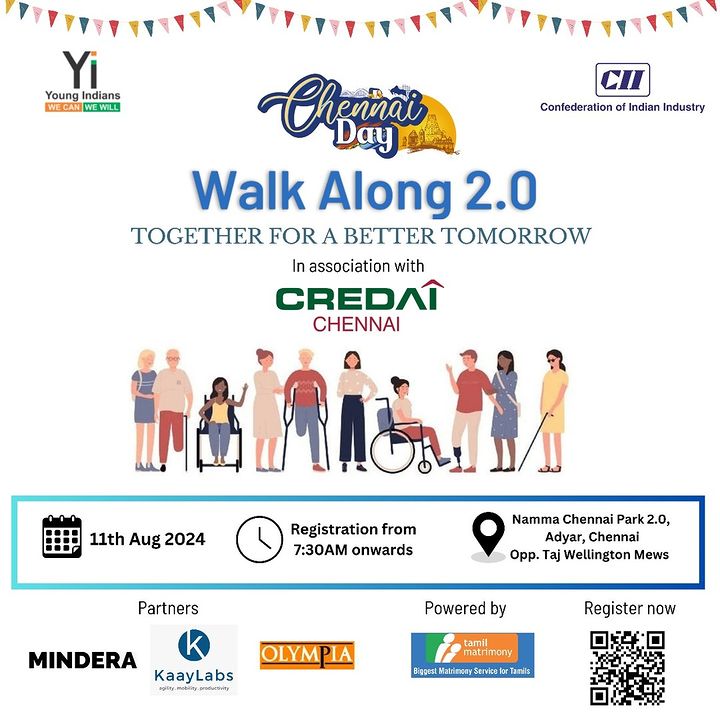 Yi
Young Indians
WE CAN WE WILL
Chennai
Day
CII
Confederation of Indian Industry
Walk Along 2.0
TOGETHER FOR A BETTER TOMORROW
In association with
CREDAI
CHENNAI
11th Aug 2024
Registration from
7:30AM onwards
Namma Chennai Park 2.0,
Adyar, Chennai
Opp. Taj Wellington Mews
Partners
Powered by
Register now
MINDERA
K
KaayLabs
agility . mobility . productivity
OLYMPIA
tamil
matrimony
Biggest Matrimony Service for Tamils